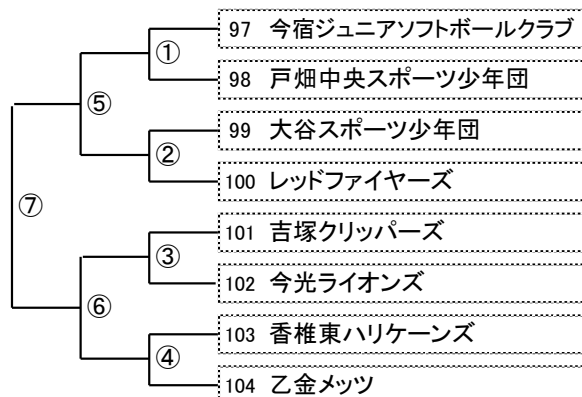 97 今宿ジュニアソフトボールクラブ
①
98 戸畑中央スポーツ少年団
⑤
99 大谷スポーツ少年団
②
100 レッドファイヤーズ
⑦
101 吉塚クリッパーズ
③
102 今光ライオンズ
⑥
103 香椎東ハリケーンズ
④
104 乙金メッツ